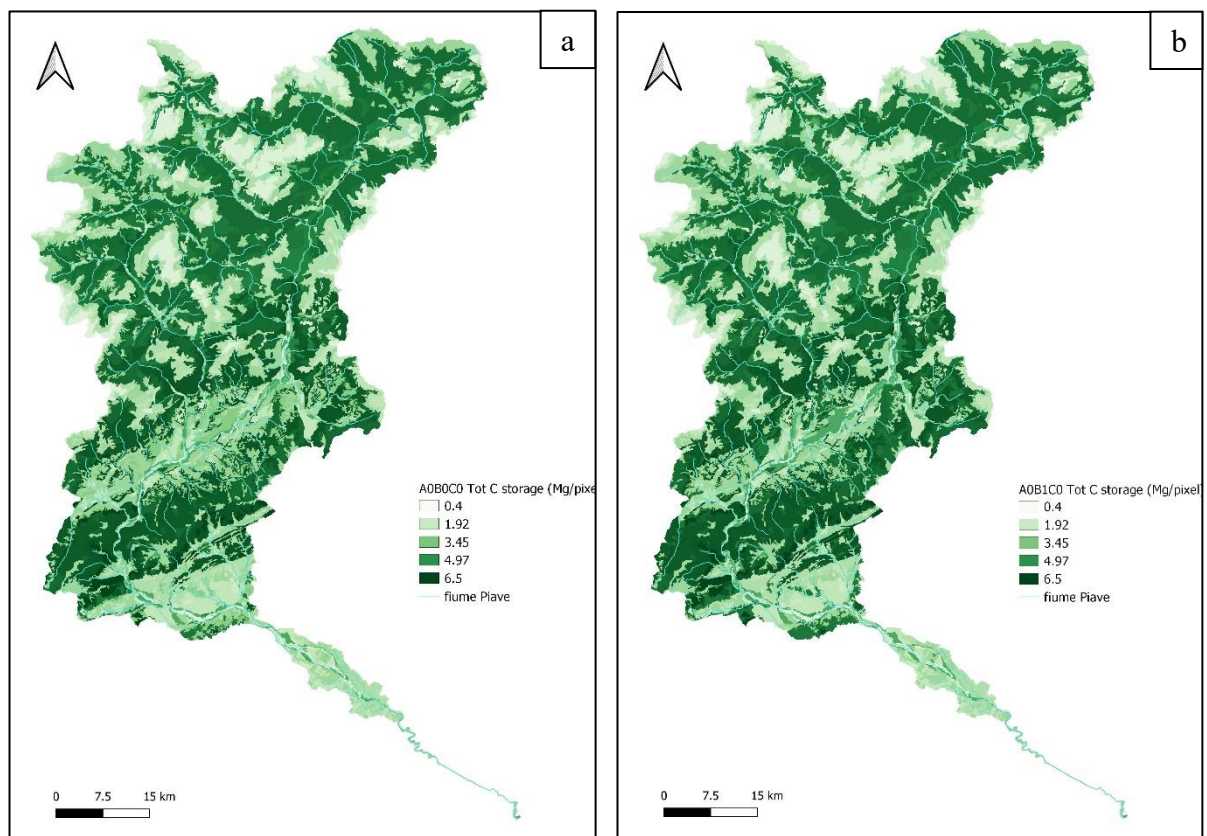 a
A0B0C0 Tot C storage (Mg/pixe
0.4
1.92
3.45
4.97
6.5
fiume Piave
0 7.5 15 km
b
A0B1C0 Tot C storage (Mg/pixel
0.4
1.92
3.45
4.97
6.5
fiume Piave
0 7.5 15 km